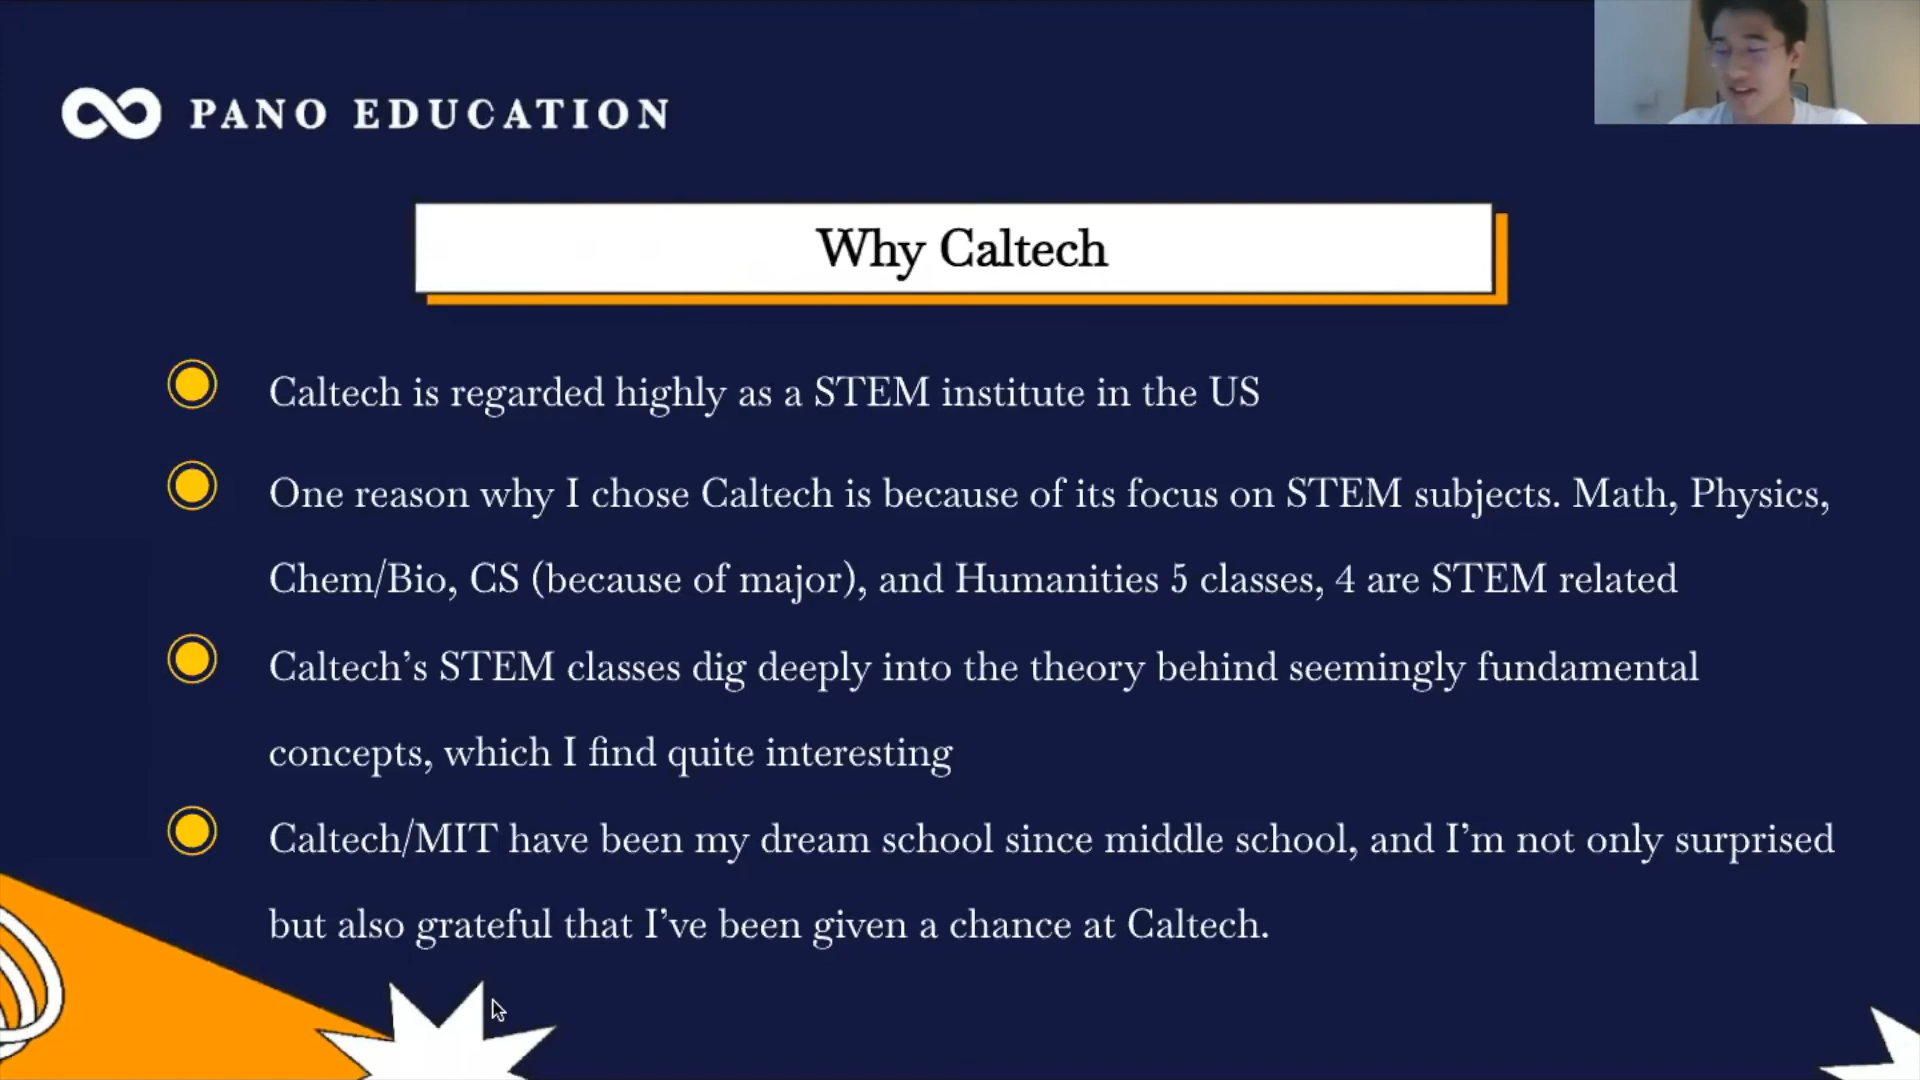 PANO EDUCATION
Why Caltech
Caltech is regarded highly as a STEM institute in the US
One reason why I chose Caltech is because of its focus on STEM subjects. Math, Physics,
Chem/Bio, CS (because of major), and Humanities 5 classes, 4 are STEM related
Caltech’s STEM classes dig deeply into the theory behind seemingly fundamental
concepts, which I find quite interesting
Caltech/MIT have been my dream school since middle school, and I’m not only surprised
but also grateful that I’ve been given a chance at Caltech.